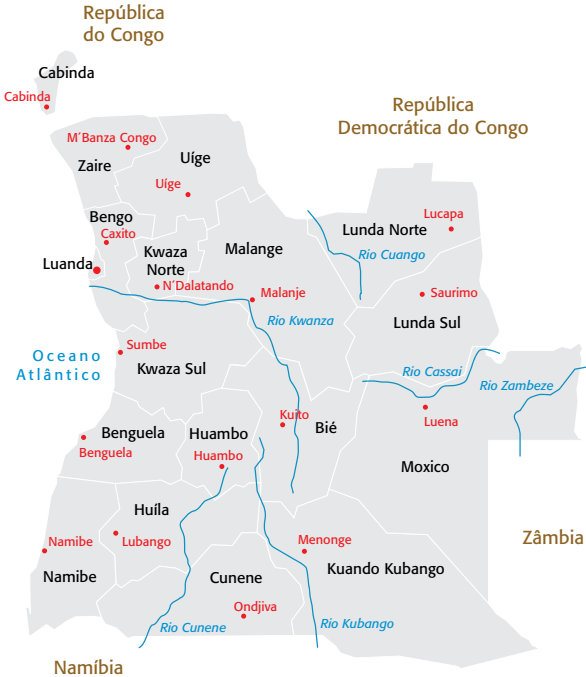 República
do Congo
Cabinda
Cabinda
República
Democrática do Congo
M´Banza Congo
Zaire
Uíge
Uíge
Bengo
Caxito
Lucapa
Lunda Norte
Kwaza
Norte
Malange
Rio Cuango
Luanda
N´Dalatando
Malanje
Saurimo
Rio Kwanza
Lunda Sul
Sumbe
Oceano
Atlântico
Kwaza Sul
Rio Cassai
Rio Zambeze
Kuito
Bié
Luena
Benguela
Benguela
Huambo
Huambo
Moxico
Huíla
Namibe
Lubango
Menonge
Zâmbia
Namibe
Cunene
Kuando Kubango
Ondjiva
Rio Cunene
Rio Kubango
Namíbia